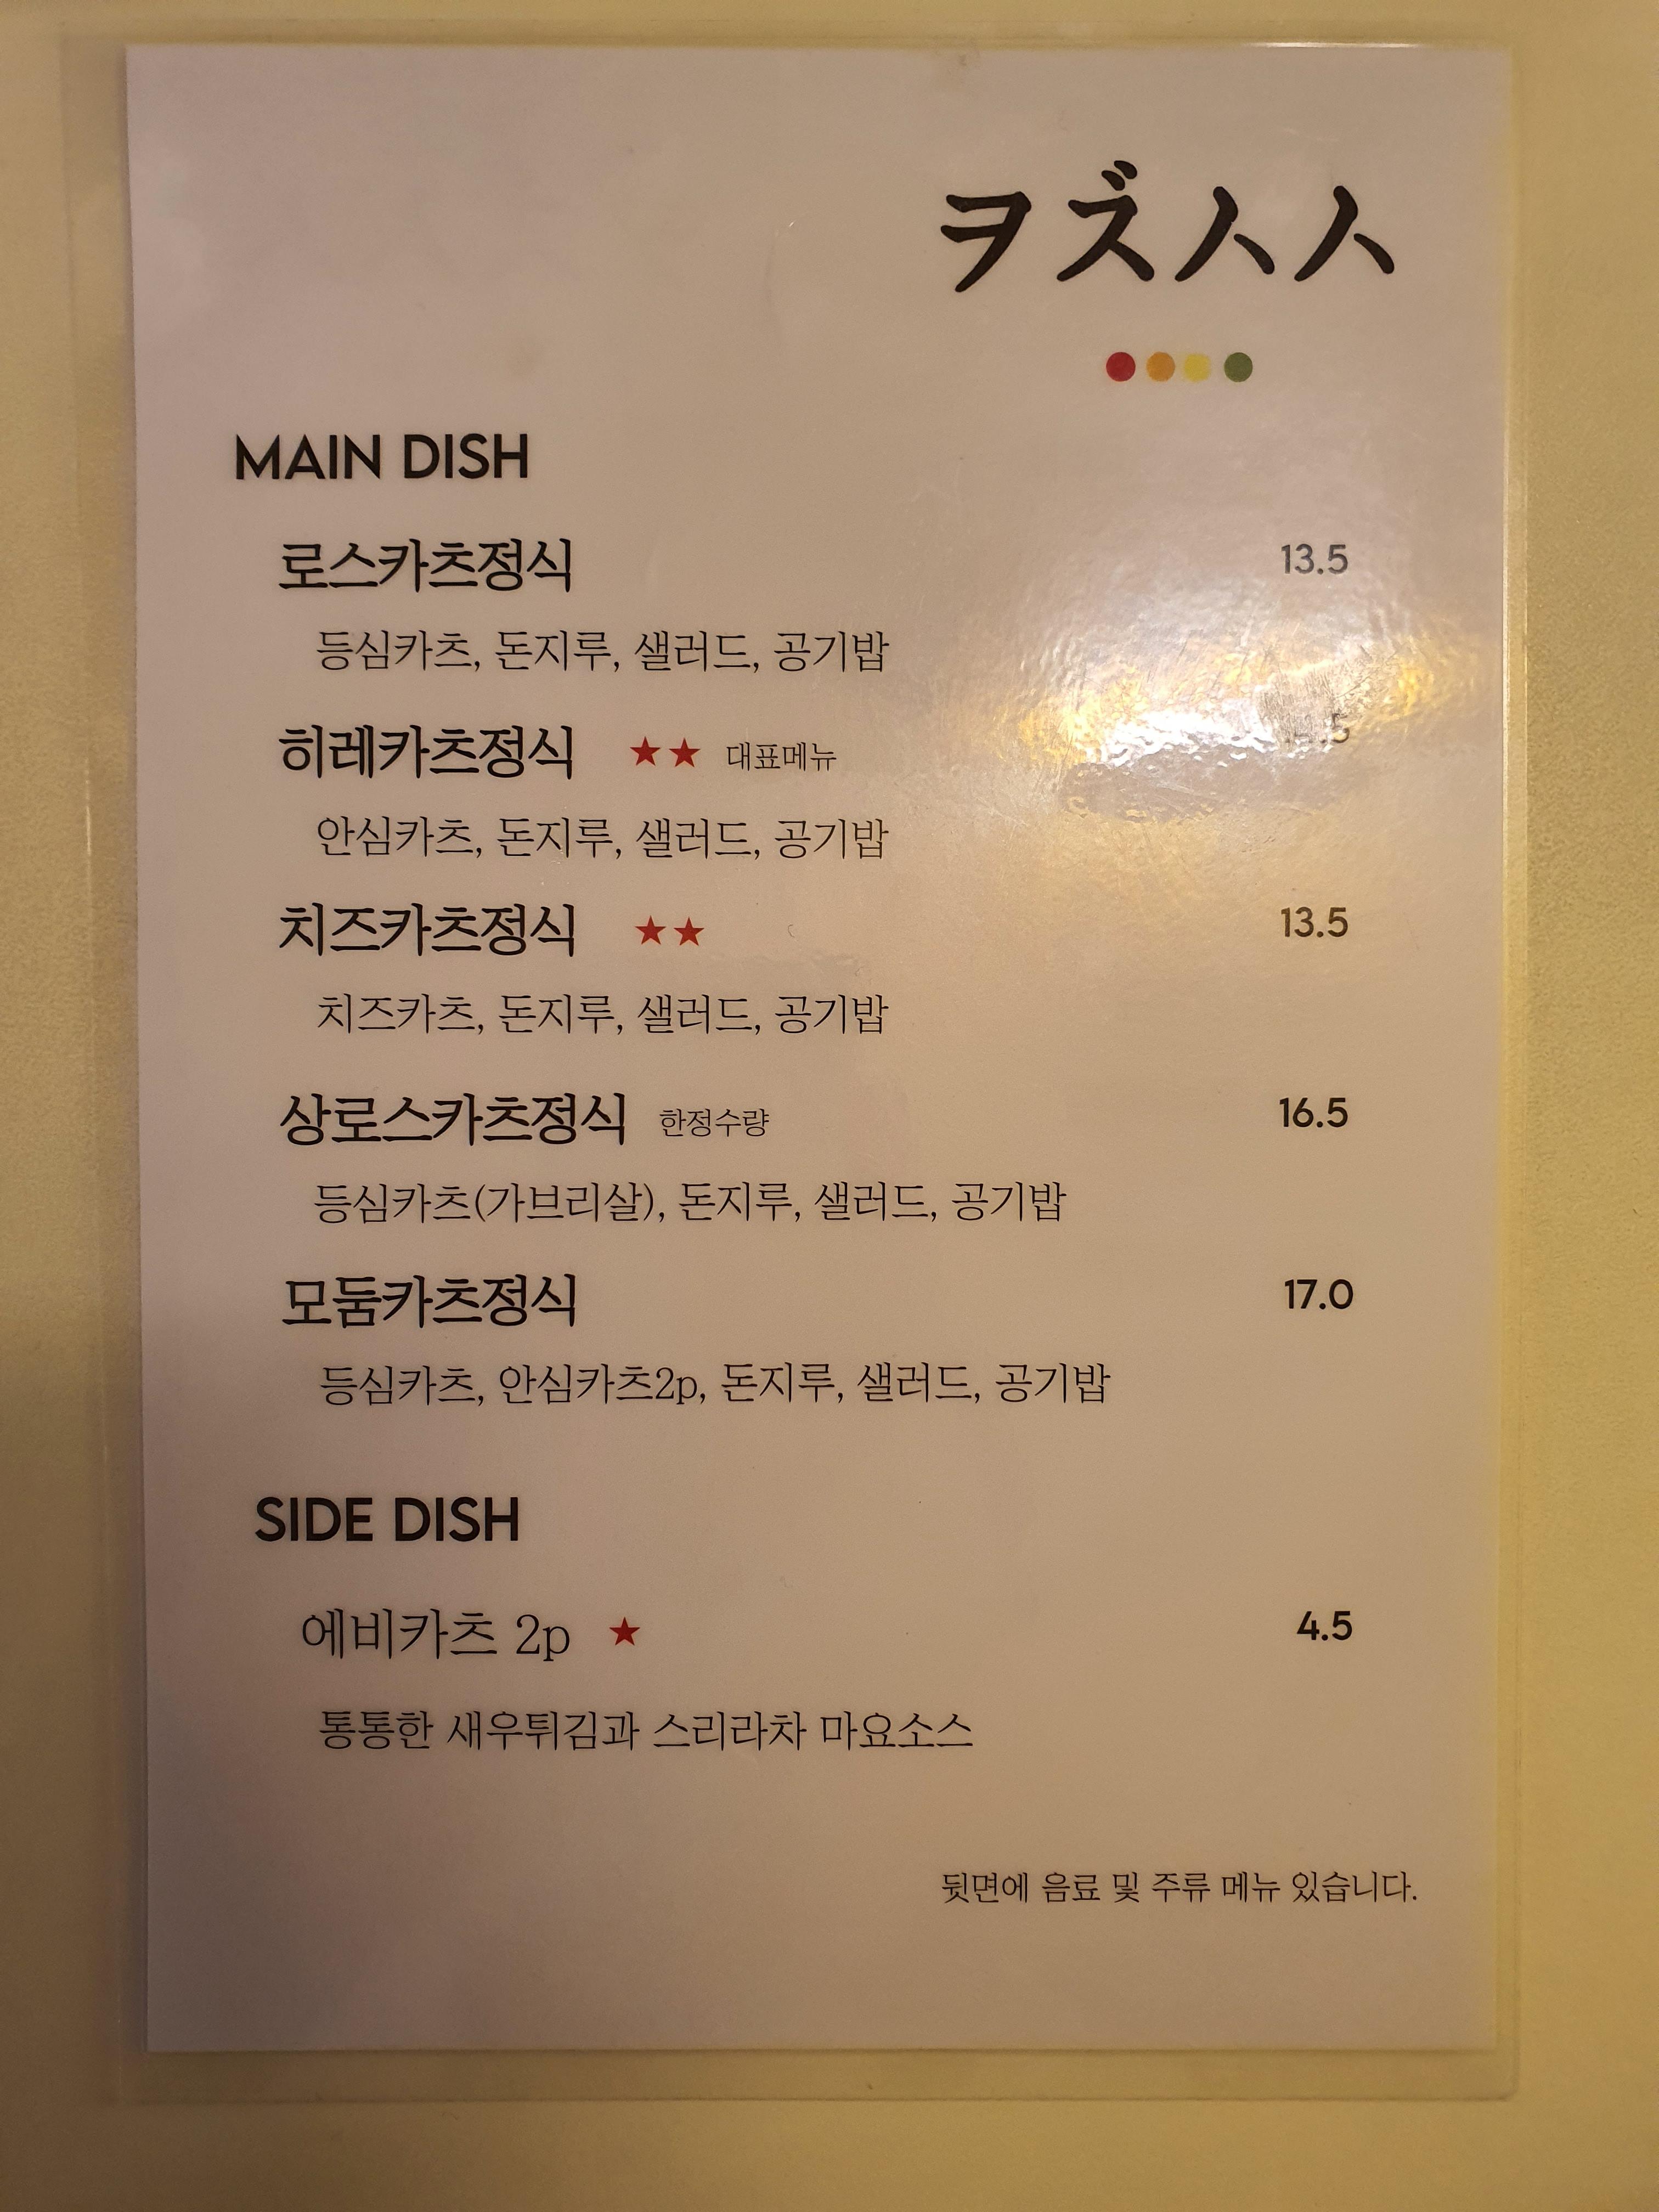 ㅋㅊㅅㅅ
MAIN DISH
로스카츠정식 13.5
등심카츠, 돈지루, 샐러드, 공기밥
히레카츠정식 ★★ 대표메뉴
안심카츠, 돈지루, 샐러드, 공기밥
치즈카츠정식 ★★ 13.5
치즈카츠, 돈지루, 샐러드, 공기밥
상로스카츠정식 한정수량 16.5
등심카츠(가브리살), 돈지루, 샐러드, 공기밥
모둠카츠정식 17.0
등심카츠, 안심카츠2p, 돈지루, 샐러드, 공기밥
SIDE DISH
에비카츠 2p ★ 4.5
통통한 새우튀김과 스리라차 마요소스
뒷면에 음료 및 주류 메뉴 있습니다.